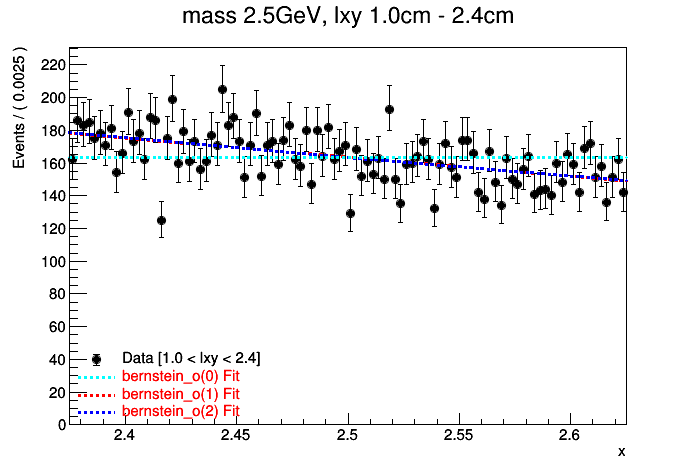 mass 2.5GeV, lxy 1.0cm - 2.4cm
Events / ( 0.0025 )
220
200
180
160
140
120
100
80
60
40
20
0
Data [1.0 < lxy < 2.4]
bernstein_o(0) Fit
bernstein_o(1) Fit
bernstein_o(2) Fit
2.4 2.45 2.5 2.55 2.6
x